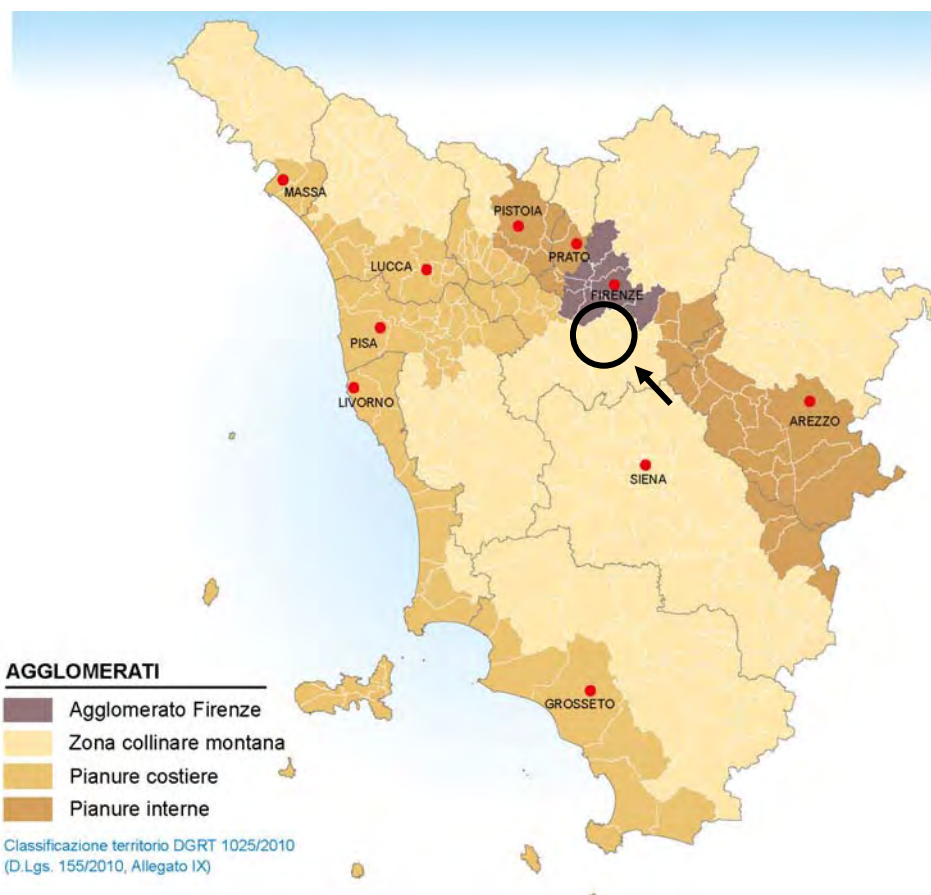 MASSA
PISTOIA
PRATO
LUCCA
FIRENZE
PISA
LIVORNO
AREZZO
SIENA
GROSSETO
AGGLOMERATI
Agglomerato Firenze
Zona collinare montana
Pianure costiere
Pianure interne
Classificazione territorio DGRT 1025/2010
(D.Lgs. 155/2010, Allegato IX)